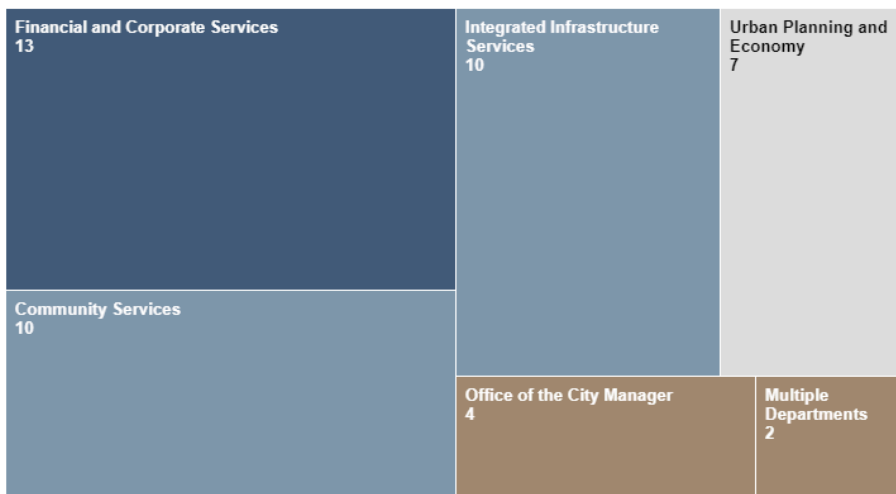 Financial and Corporate Services
13
Integrated Infrastructure
Services
10
Urban Planning and
Economy
7
Community Services
10
Office of the City Manager
4
Multiple
Departments
2